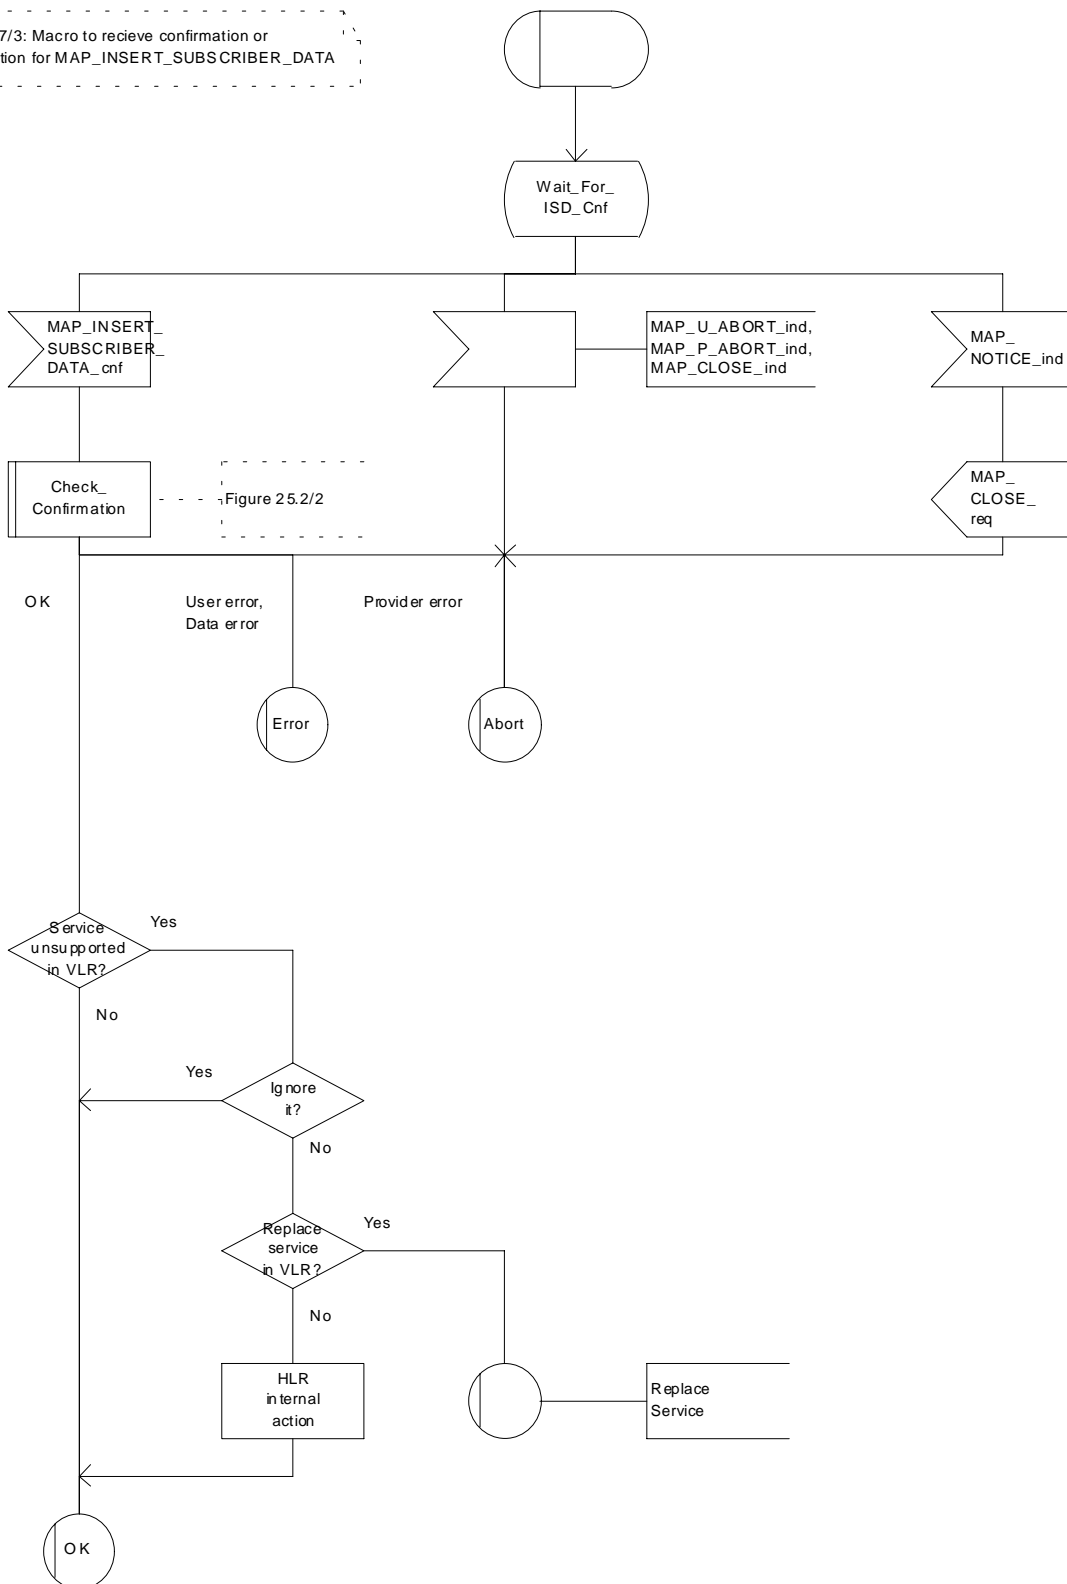 7/3: Macro to recieve confirmation or
tion for MAP_INSERT_SUBSCRIBER_DATA
Wait_For_
ISD_Cnf
MAP_INSERT_
SUBSCRIBER_
DATA_cnf
MAP_U_ABORT_ind,
MAP_P_ABORT_ind,
MAP_CLOSE_ind
MAP_
NOTICE_ind
Check_
Confirmation
Figure 25.2/2
MAP_
CLOSE_
req
OK
User error,
Data error
Provider error
Error
Abort
Service
unsupported
in VLR?
Yes
No
Yes
Ignore
it?
No
Replace
service
in VLR?
Yes
No
HLR
internal
action
Replace
Service
OK